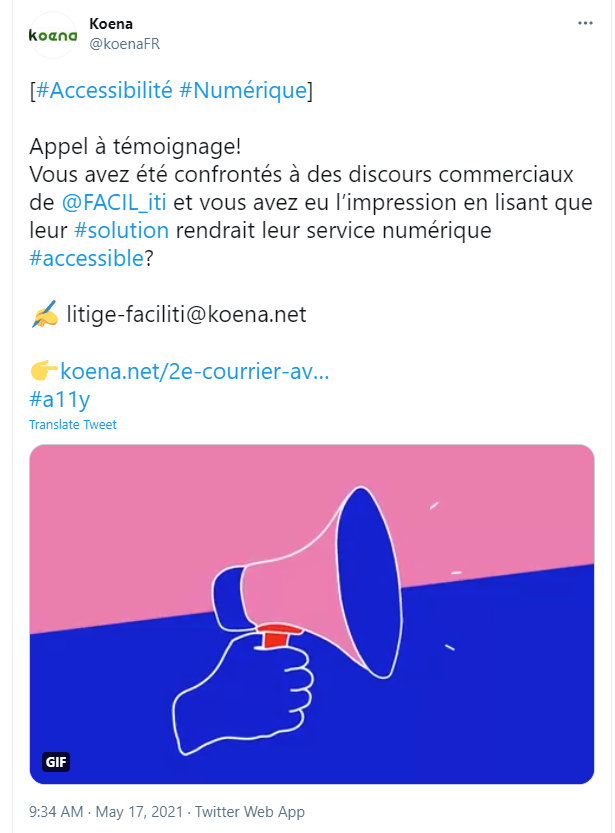 koena
Koena
@koenaFR
[#Accessibilité #Numérique]
Appel à témoignage!
Vous avez été confrontés à des discours commerciaux
de @FACIL_iti et vous avez eu l’impression en lisant que
leur #solution rendrait leur service numérique
#accessible?
✍️ litige-faciliti@koena.net
👉koena.net/2e-courrier-av...
#a11y
Translate Tweet
GIF
9:34 AM · May 17, 2021 · Twitter Web App